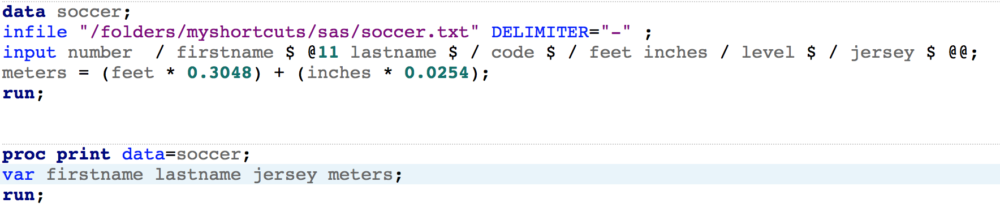 data soccer;
infile "/folders/myshortcuts/sas/soccer.txt" DELIMITER="-" ;
input number  / firstname $ @11 lastname $ / code $ / feet inches / level $ / jersey $ @@;
meters = (feet * 0.3048) + (inches * 0.0254);
run;
proc print data=soccer;
var firstname lastname jersey meters;
run;